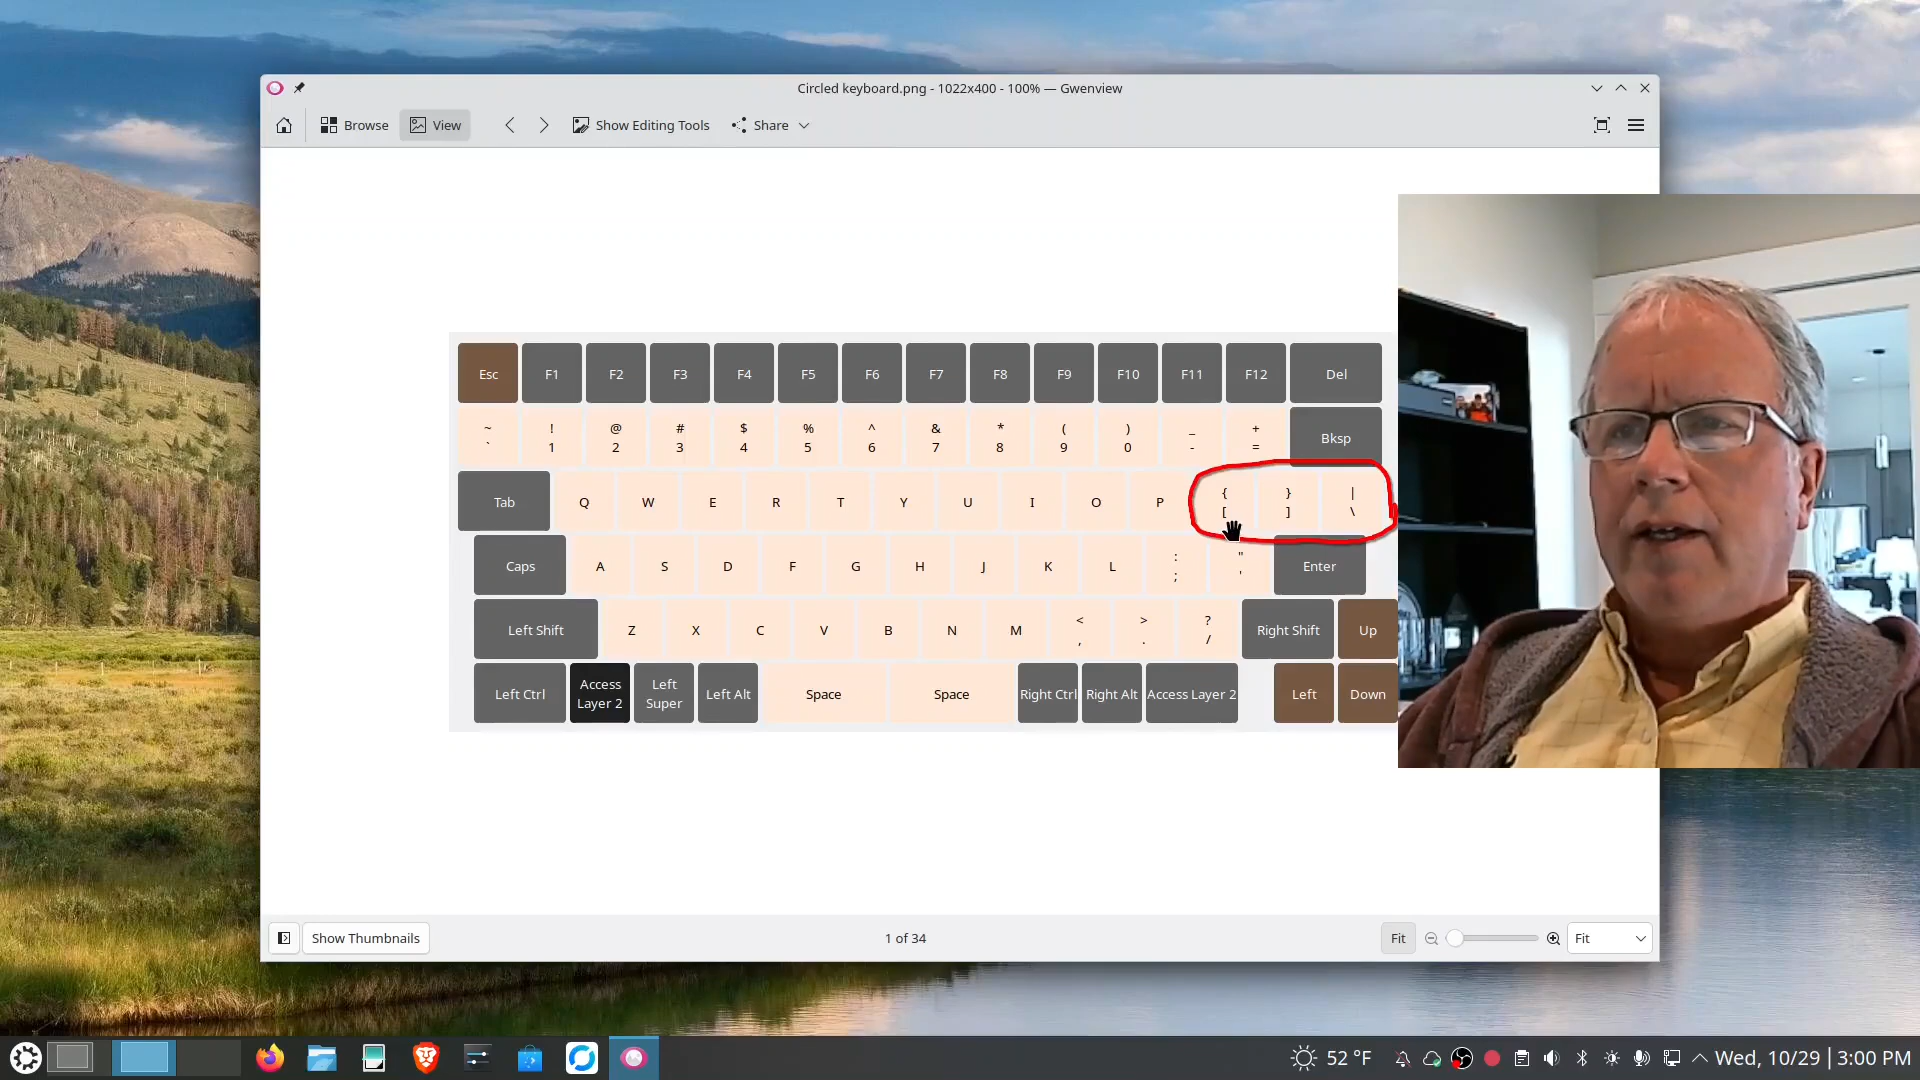 Circled keyboard.png - 1022x400 - 100% — Gwenview
Browse View Show Editing Tools Share
Esc F1 F2 F3 F4 F5 F6 F7 F8 F9 F10 F11 F12 Del
~ ! @ # $ % ^ & * ( ) _ +
` 1 2 3 4 5 6 7 8 9 0 - = Bksp
{ } |
Tab Q W E R T Y U I O P [ ] \
: "
Caps A S D F G H J K L ; ' Enter
< > ?
Left Shift Z X C V B N M , . / Right Shift Up
Left Ctrl Access Layer 2 Left Super Left Alt Space Space Right Ctrl Right Alt Access Layer 2 Left Down
Show Thumbnails 1 of 34 Fit Fit
52 °F Wed, 10/29 3:00 PM